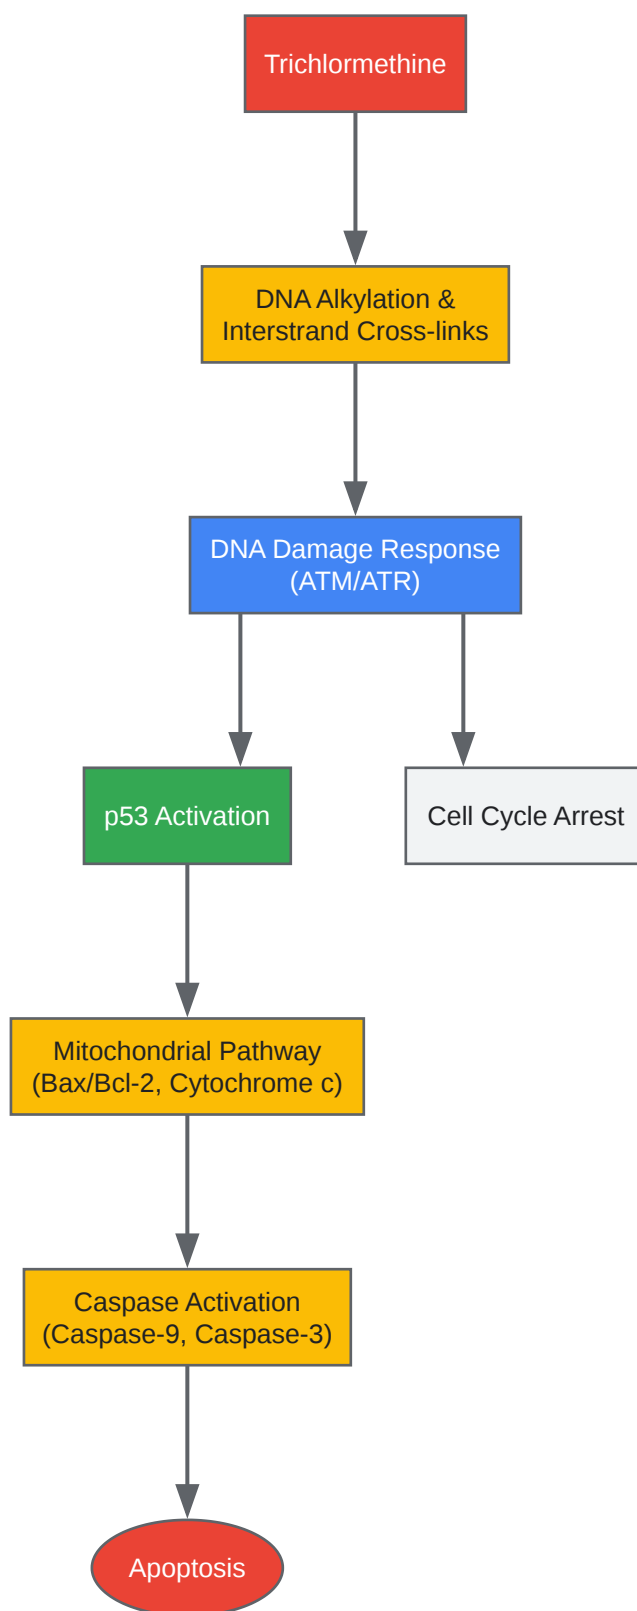 Trichlormethine
DNA Alkylation &
Interstrand Cross-links
DNA Damage Response
(ATM/ATR)
p53 Activation
Cell Cycle Arrest
Mitochondrial Pathway
(Bax/Bcl-2, Cytochrome c)
Caspase Activation
(Caspase-9, Caspase-3)
Apoptosis